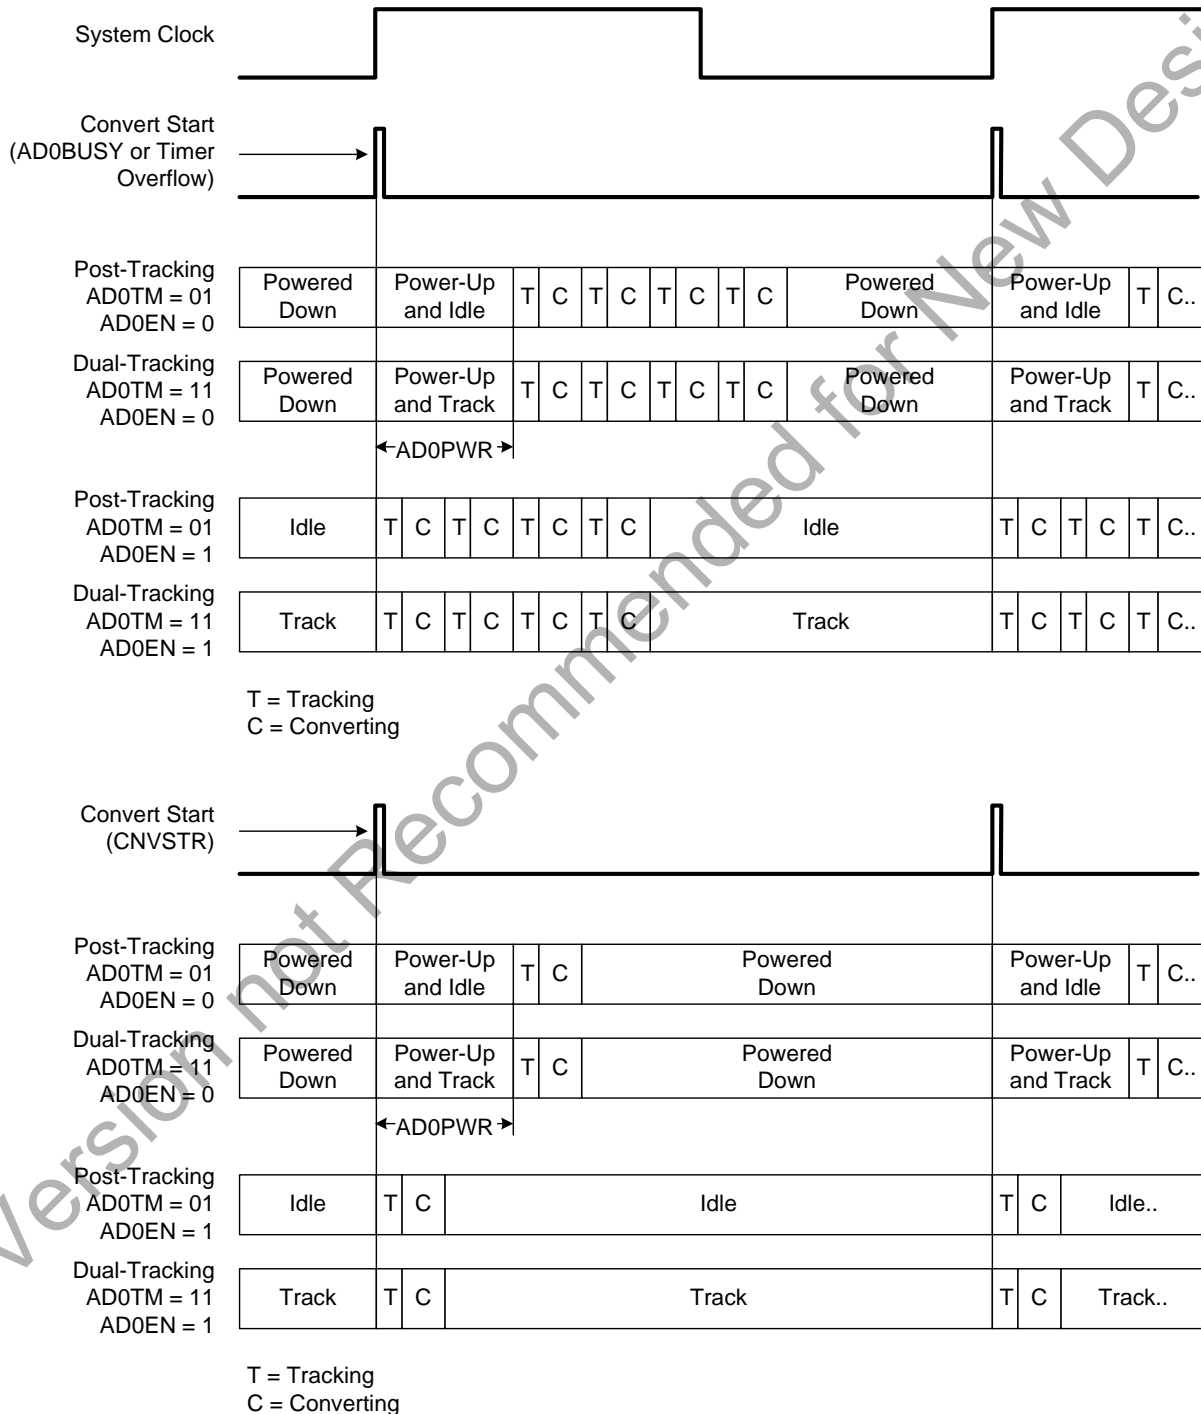 System Clock
Convert Start
(AD0BUSY or Timer
Overflow)
Post-Tracking
AD0TM = 01
AD0EN = 0
Powered
Down
Power-Up
and Idle
T C T C T C T C
Powered
Down
Power-Up
and Idle
T C..
Dual-Tracking
AD0TM = 11
AD0EN = 0
Powered
Down
Power-Up
and Track
T C T C T C T C
Powered
Down
Power-Up
and Track
T C..
AD0PWR
Post-Tracking
AD0TM = 01
AD0EN = 1
Idle T C T C T C T C Idle T C T C T C..
Dual-Tracking
AD0TM = 11
AD0EN = 1
Track T C T C T C T C Track T C T C T C..
T = Tracking
C = Converting
Convert Start
(CNVSTR)
Post-Tracking
AD0TM = 01
AD0EN = 0
Powered
Down
Power-Up
and Idle
T C
Powered
Down
Power-Up
and Idle
T C..
Dual-Tracking
AD0TM = 11
AD0EN = 0
Powered
Down
Power-Up
and Track
T C
Powered
Down
Power-Up
and Track
T C..
AD0PWR
Post-Tracking
AD0TM = 01
AD0EN = 1
Idle T C Idle T C Idle..
Dual-Tracking
AD0TM = 11
AD0EN = 1
Track T C Track T C Track..
T = Tracking
C = Converting
Version not Recommended for New